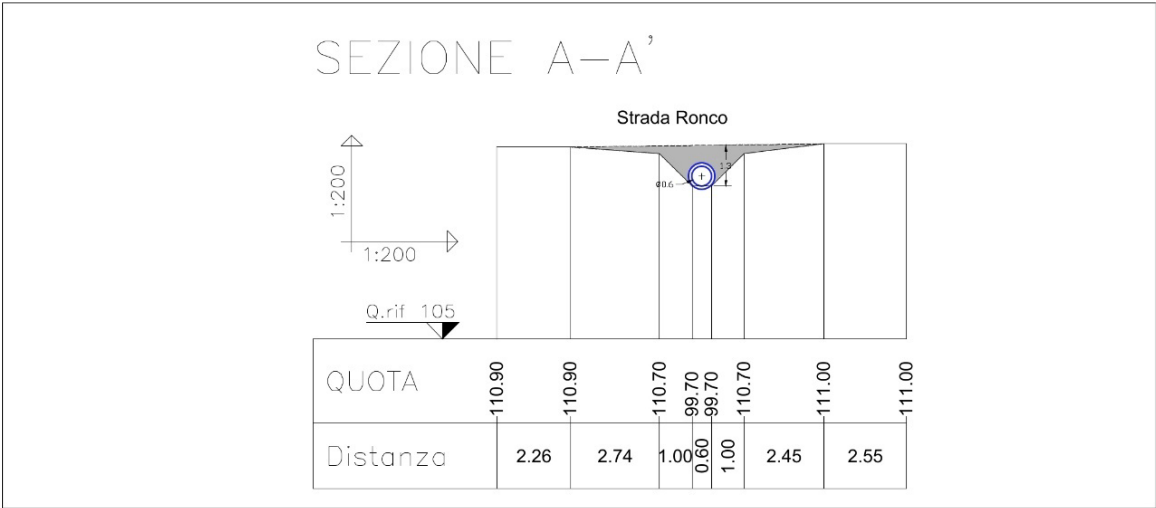 SEZIONE A-A'
Strada Ronco
1:200
1.3
Ø0.6
1:200
Q.rif 105
QUOTA 110.90 110.90 110.70 99.70 99.70 110.70 111.00 111.00
Distanza 2.26 2.74 1.00 0.60 1.00 2.45 2.55